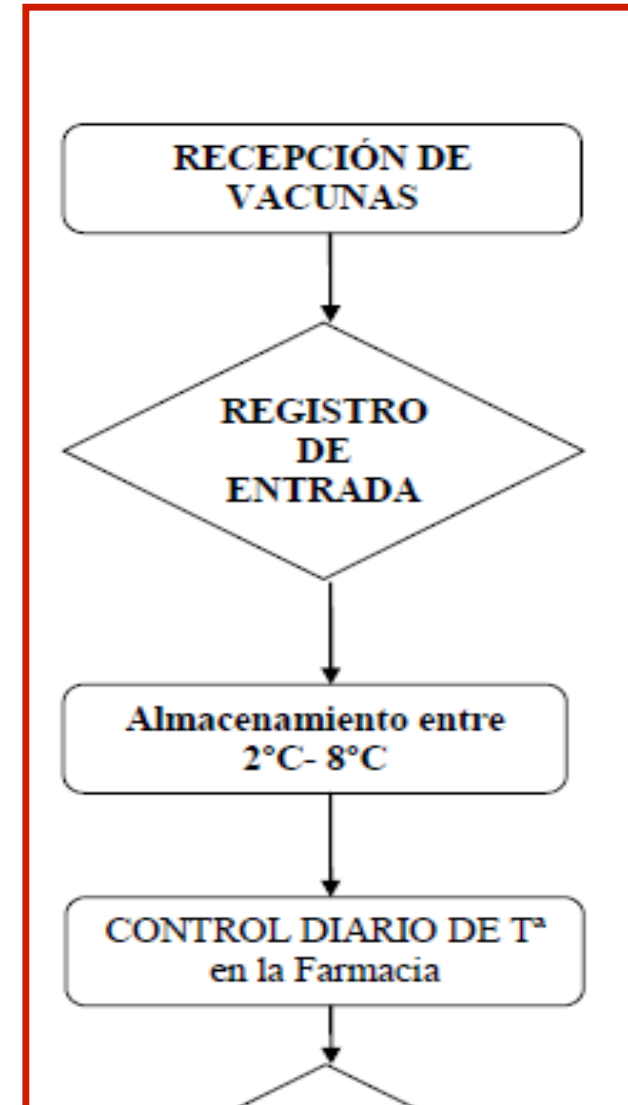 RECEPCIÓN DE
VACUNAS
REGISTRO
DE
ENTRADA
Almacenamiento entre
2°C- 8°C
CONTROL DIARIO DE Tª
en la Farmacia